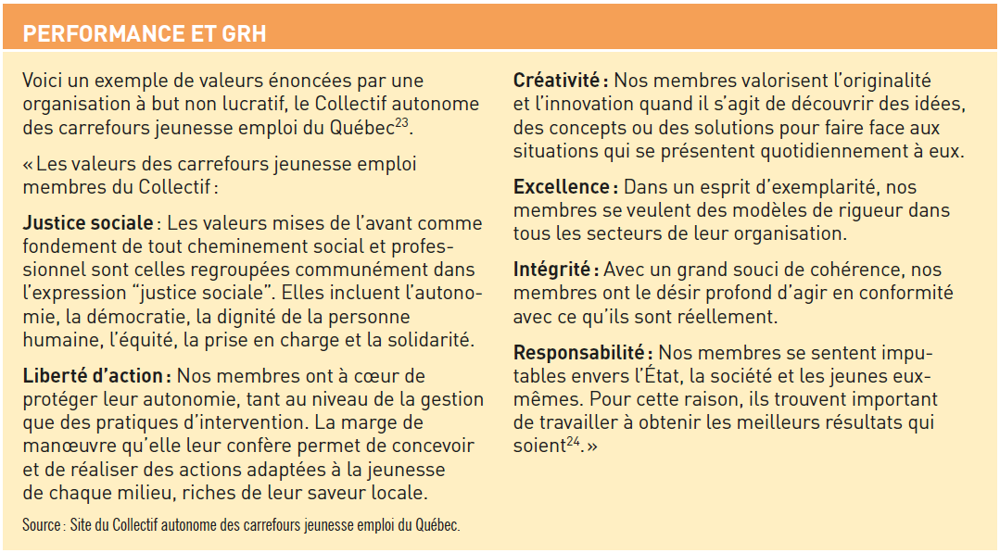 PERFORMANCE ET GRH
Voici un exemple de valeurs énoncées par une
organisation à but non lucratif, le Collectif autonome
des carrefours jeunesse emploi du Québec23.
« Les valeurs des carrefours jeunesse emploi
membres du Collectif :
Justice sociale : Les valeurs mises de l’avant comme
fondement de tout cheminement social et profes-
sionnel sont celles regroupées communément dans
l’expression “justice sociale”. Elles incluent l’autono-
mie, la démocratie, la dignité de la personne
humaine, l’équité, la prise en charge et la solidarité.
Liberté d’action : Nos membres ont à cœur de
protéger leur autonomie, tant au niveau de la gestion
que des pratiques d’intervention. La marge de
manœuvre qu’elle leur confère permet de concevoir
et de réaliser des actions adaptées à la jeunesse
de chaque milieu, riches de leur saveur locale.
Source : Site du Collectif autonome des carrefours jeunesse emploi du Québec.
Créativité : Nos membres valorisent l’originalité
et l’innovation quand il s’agit de découvrir des idées,
des concepts ou des solutions pour faire face aux
situations qui se présentent quotidiennement à eux.
Excellence : Dans un esprit d’exemplarité, nos
membres se veulent des modèles de rigueur dans
tous les secteurs de leur organisation.
Intégrité : Avec un grand souci de cohérence, nos
membres ont le désir profond d’agir en conformité
avec ce qu’ils sont réellement.
Responsabilité : Nos membres se sentent impu-
tables envers l’État, la société et les jeunes eux-
mêmes. Pour cette raison, ils trouvent important
de travailler à obtenir les meilleurs résultats qui
soient24. »